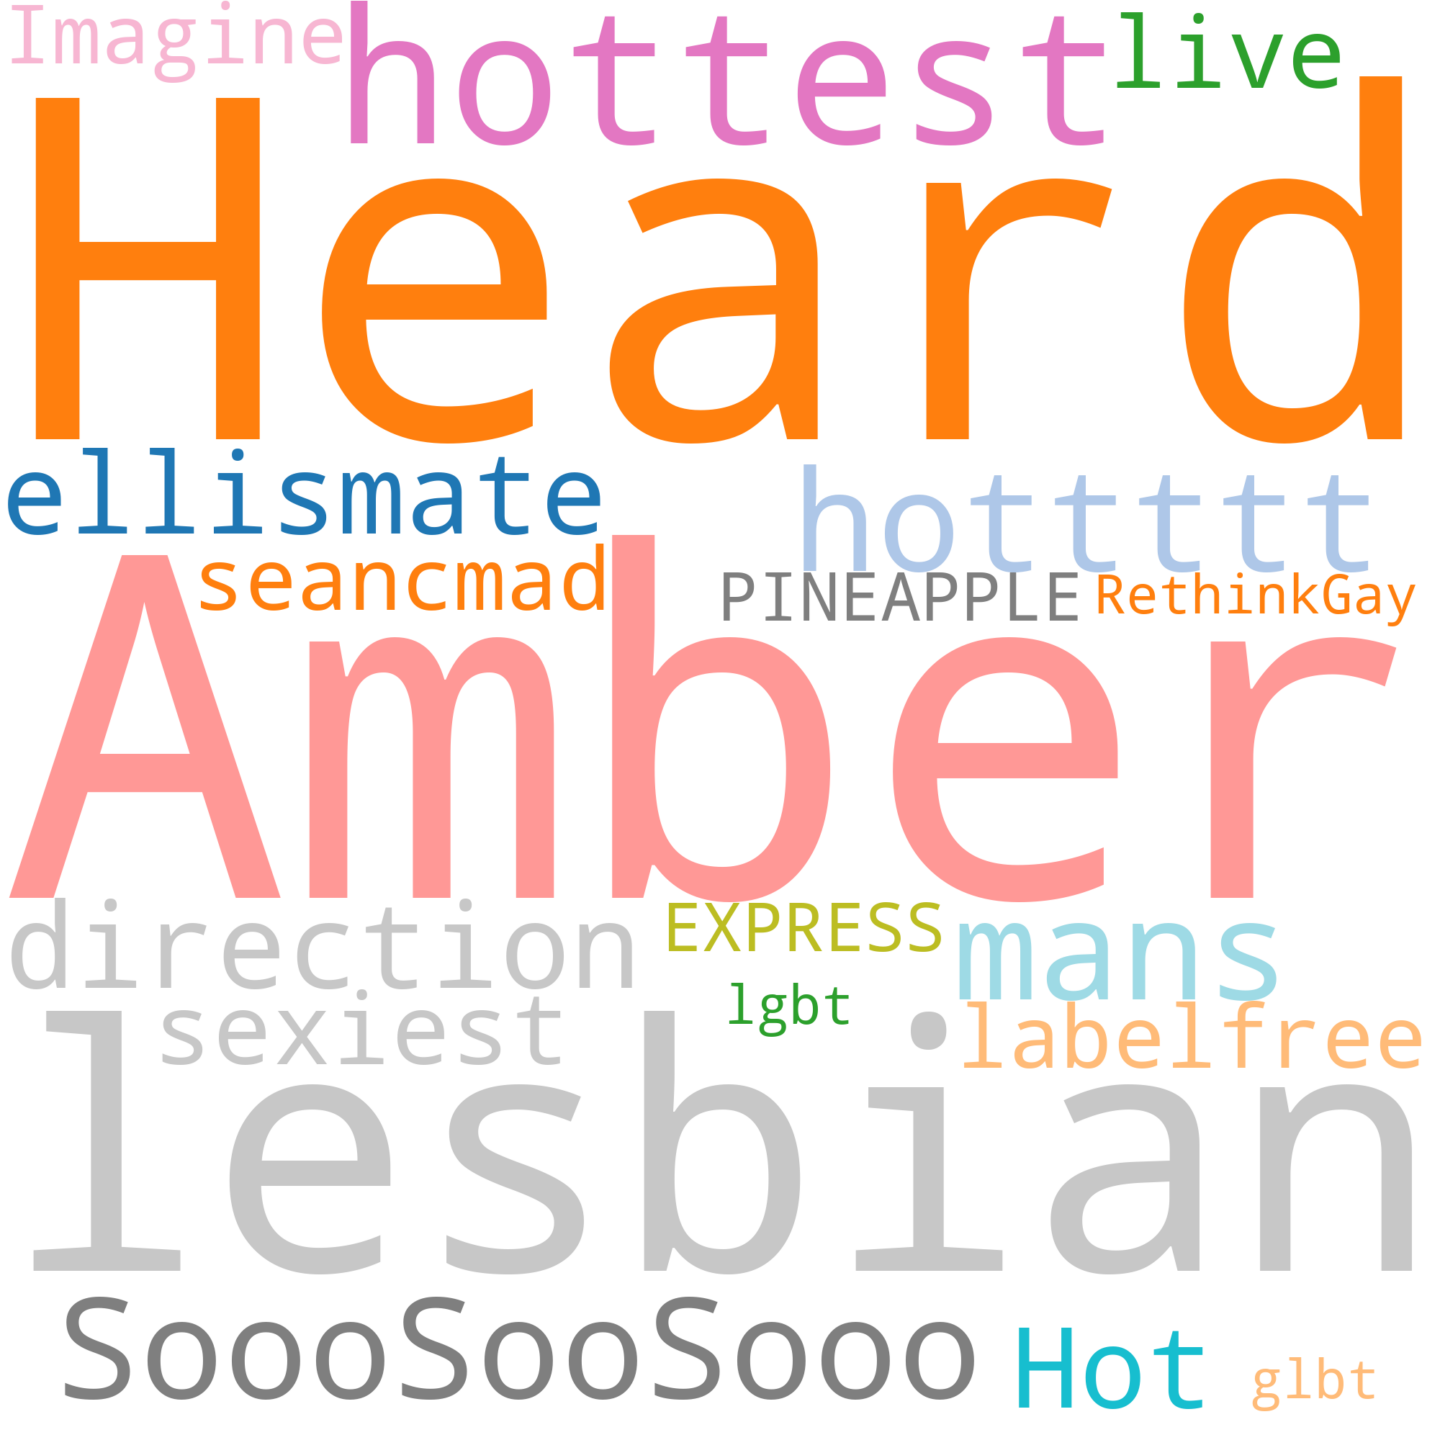 Imagine hottest live
Heard
ellismate hotttttt
seancmad PINEAPPLE RethinkGay
Amber
direction EXPRESS mans
sexiest lgbt labelfree
lesbian
SoooSooSooo Hot glbt